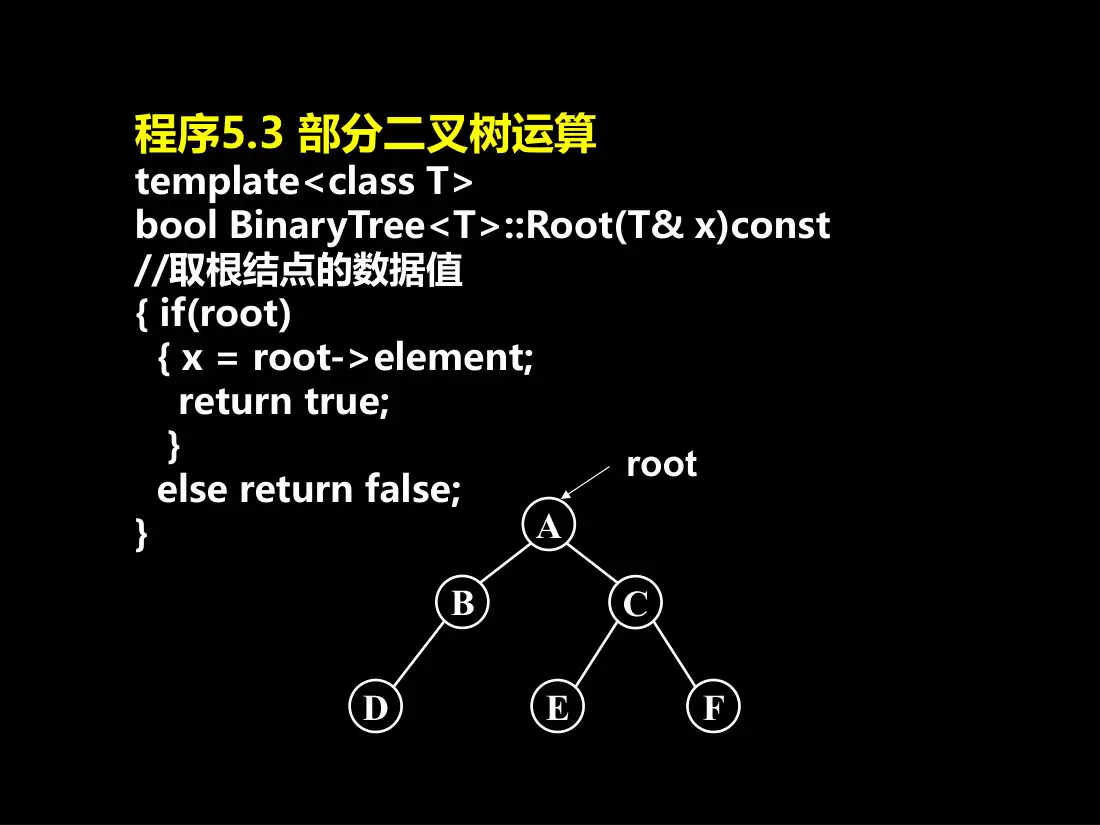 程序5.3 部分二叉树运算
template<class T>
bool BinaryTree<T>::Root(T& x)const
//取根结点的数据值
{ if(root)
{ x = root->element;
return true;
}
else return false;
}
root
A
B
C
D
E
F